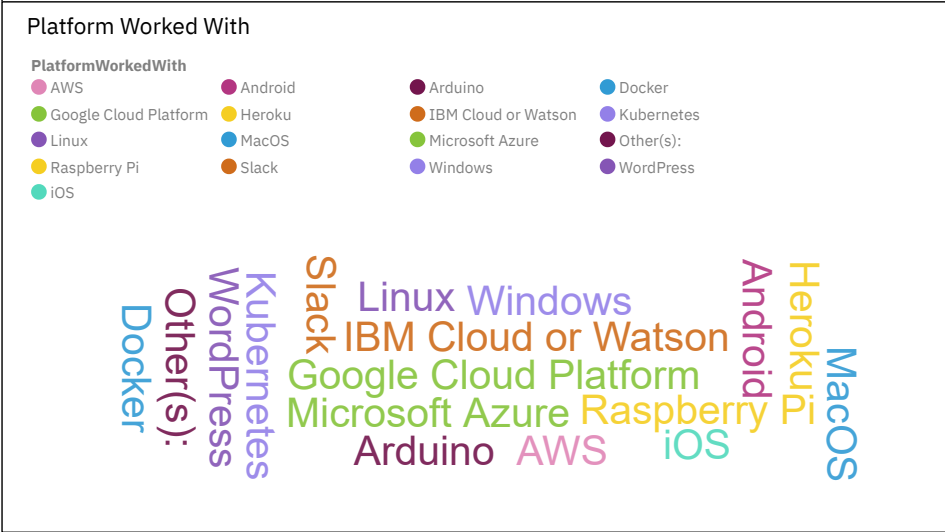 Platform Worked With
PlatformWorkedWith
AWS Android Arduino Docker
Google Cloud Platform Heroku IBM Cloud or Watson Kubernetes
Linux MacOS Microsoft Azure Other(s):
Raspberry Pi Slack Windows WordPress
iOS
Docker
Other(s):
WordPress
Kubernetes
Slack
Linux Windows
IBM Cloud or Watson
Google Cloud Platform
Microsoft Azure Raspberry Pi
Arduino AWS iOS
Android
Heroku
MacOS